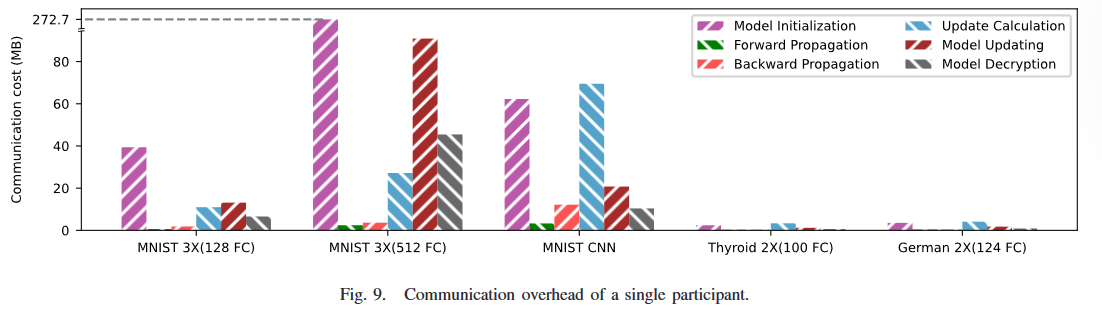 Communication cost (MB)
272.7
80
60
40
20
0
Model Initialization
Forward Propagation
Backward Propagation
Update Calculation
Model Updating
Model Decryption
MNIST 3X(128 FC)
MNIST 3X(512 FC)
MNIST CNN
Thyroid 2X(100 FC)
German 2X(124 FC)
Fig. 9. Communication overhead of a single participant.